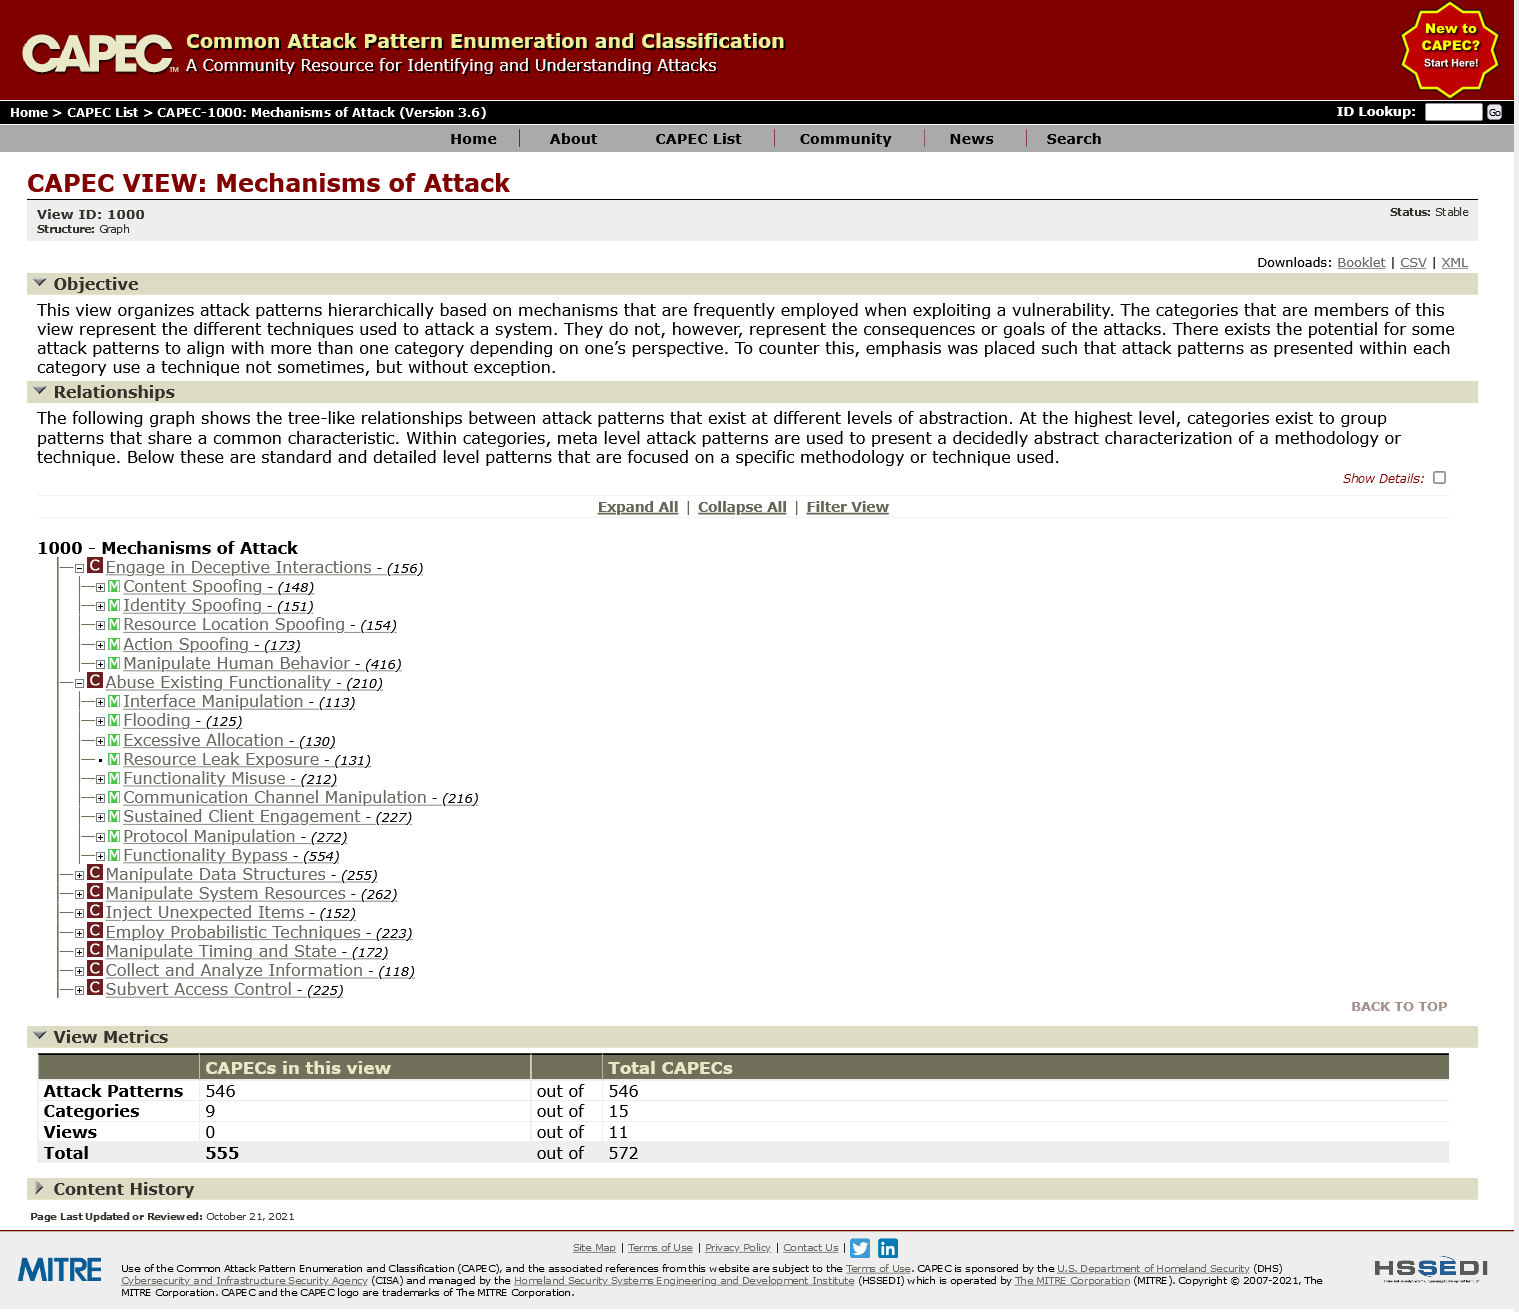 CAPEC™
Common Attack Pattern Enumeration and Classification
A Community Resource for Identifying and Understanding Attacks
New to
CAPEC?
Start Here!
Home > CAPEC List > CAPEC-1000: Mechanisms of Attack (Version 3.6)
ID Lookup: Go
Home | About CAPEC List | Community | News | Search
CAPEC VIEW: Mechanisms of Attack
View ID: 1000
Structure: Graph
Status: Stable
Downloads: Booklet | CSV | XML
Objective
This view organizes attack patterns hierarchically based on mechanisms that are frequently employed when exploiting a vulnerability. The categories that are members of this
view represent the different techniques used to attack a system. They do not, however, represent the consequences or goals of the attacks. There exists the potential for some
attack patterns to align with more than one category depending on one’s perspective. To counter this, emphasis was placed such that attack patterns as presented within each
category use a technique not sometimes, but without exception.
Relationships
The following graph shows the tree-like relationships between attack patterns that exist at different levels of abstraction. At the highest level, categories exist to group
patterns that share a common characteristic. Within categories, meta level attack patterns are used to present a decidedly abstract characterization of a methodology or
technique. Below these are standard and detailed level patterns that are focused on a specific methodology or technique used.
Show Details:
Expand All | Collapse All | Filter View
1000 - Mechanisms of Attack
C Engage in Deceptive Interactions - (156)
M Content Spoofing - (148)
M Identity Spoofing - (151)
M Resource Location Spoofing - (154)
M Action Spoofing - (173)
M Manipulate Human Behavior - (416)
C Abuse Existing Functionality - (210)
M Interface Manipulation - (113)
M Flooding - (125)
M Excessive Allocation - (130)
M Resource Leak Exposure - (131)
M Functionality Misuse - (212)
M Communication Channel Manipulation - (216)
M Sustained Client Engagement - (227)
M Protocol Manipulation - (272)
M Functionality Bypass - (554)
C Manipulate Data Structures - (255)
C Manipulate System Resources - (262)
C Inject Unexpected Items - (152)
C Employ Probabilistic Techniques - (223)
C Manipulate Timing and State - (172)
C Collect and Analyze Information - (118)
C Subvert Access Control - (225)
BACK TO TOP
View Metrics
CAPECs in this view Total CAPECs
Attack Patterns 546 out of 546
Categories 9 out of 15
Views 0 out of 11
Total 555 out of 572
Content History
Page Last Updated or Reviewed: October 21, 2021
Site Map | Terms of Use | Privacy Policy | Contact Us | in
MITRE
Use of the Common Attack Pattern Enumeration and Classification (CAPEC), and the associated references from this website are subject to the Terms of Use. CAPEC is sponsored by the U.S. Department of Homeland Security (DHS)
Cybersecurity and Infrastructure Security Agency (CISA) and managed by the Homeland Security Systems Engineering and Development Institute (HSSEDI) which is operated by The MITRE Corporation (MITRE). Copyright © 2007-2021, The
MITRE Corporation. CAPEC and the CAPEC logo are trademarks of The MITRE Corporation.
HSSEDI